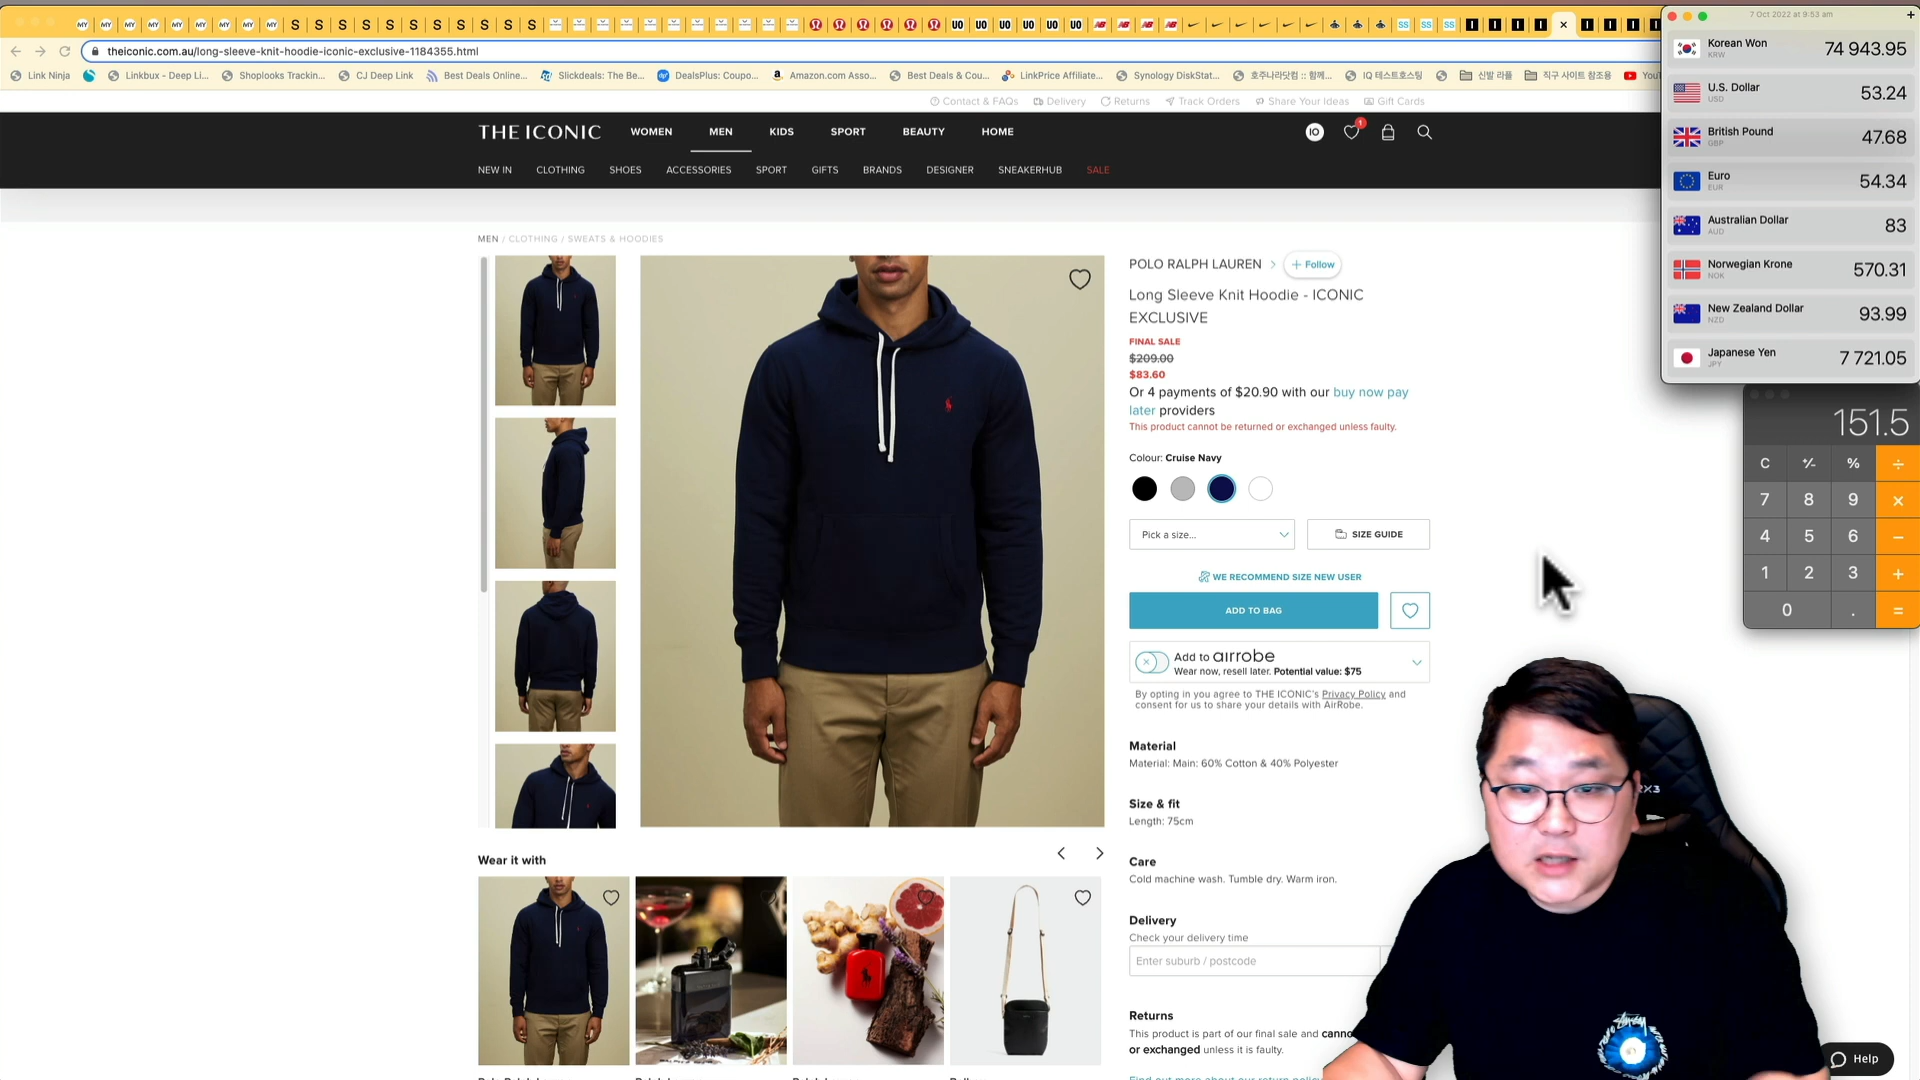 theiconic.com.au/long-sleeve-knit-hoodie-iconic-exclusive-1184355.html
Link Ninja
Linkbux - Deep Li...
Shoplooks Trackin...
CJ Deep Link
Best Deals Online...
Slickdeals: The Be...
DealsPlus: Coupo...
Amazon.com Asso...
Best Deals & Cou...
LinkPrice Affiliate...
Synology DiskStat...
호주나라닷컴 :: 함께...
IQ 테스트호스팅
신발 라플
직구 사이트 참조용
Contact & FAQs
Delivery
Returns
Track Orders
Share Your Ideas
Gift Cards
THE ICONIC
WOMEN
MEN
KIDS
SPORT
BEAUTY
HOME
IO
1
NEW IN
CLOTHING
SHOES
ACCESSORIES
SPORT
GIFTS
BRANDS
DESIGNER
SNEAKERHUB
SALE
MEN / CLOTHING / SWEATS & HOODIES
POLO RALPH LAUREN
+ Follow
Long Sleeve Knit Hoodie - ICONIC
EXCLUSIVE
FINAL SALE
$209.00
$83.60
Or 4 payments of $20.90 with our buy now pay
later providers
This product cannot be returned or exchanged unless faulty.
Colour: Cruise Navy
Pick a size...
SIZE GUIDE
WE RECOMMEND SIZE NEW USER
ADD TO BAG
Add to airrobe
Wear now, resell later. Potential value: $75
By opting in you agree to THE ICONIC's Privacy Policy and
consent for us to share your details with AirRobe.
Material
Material: Main: 60% Cotton & 40% Polyester
Size & fit
Length: 75cm
Care
Cold machine wash. Tumble dry. Warm iron.
Delivery
Check your delivery time
Enter suburb / postcode
Returns
This product is part of our final sale and
or exchanged unless it is faulty.
Wear it with
Help
7 Oct 2022 at 9:53 am
Korean Won
KRW
74 943.95
U.S. Dollar
USD
53.24
British Pound
GBP
47.68
Euro
EUR
54.34
Australian Dollar
AUD
83
Norwegian Krone
NOK
570.31
New Zealand Dollar
NZD
93.99
Japanese Yen
JPY
7 721.05
151.5
C +/- % ÷
7 8 9 ×
4 5 6 −
1 2 3 +
0 . =